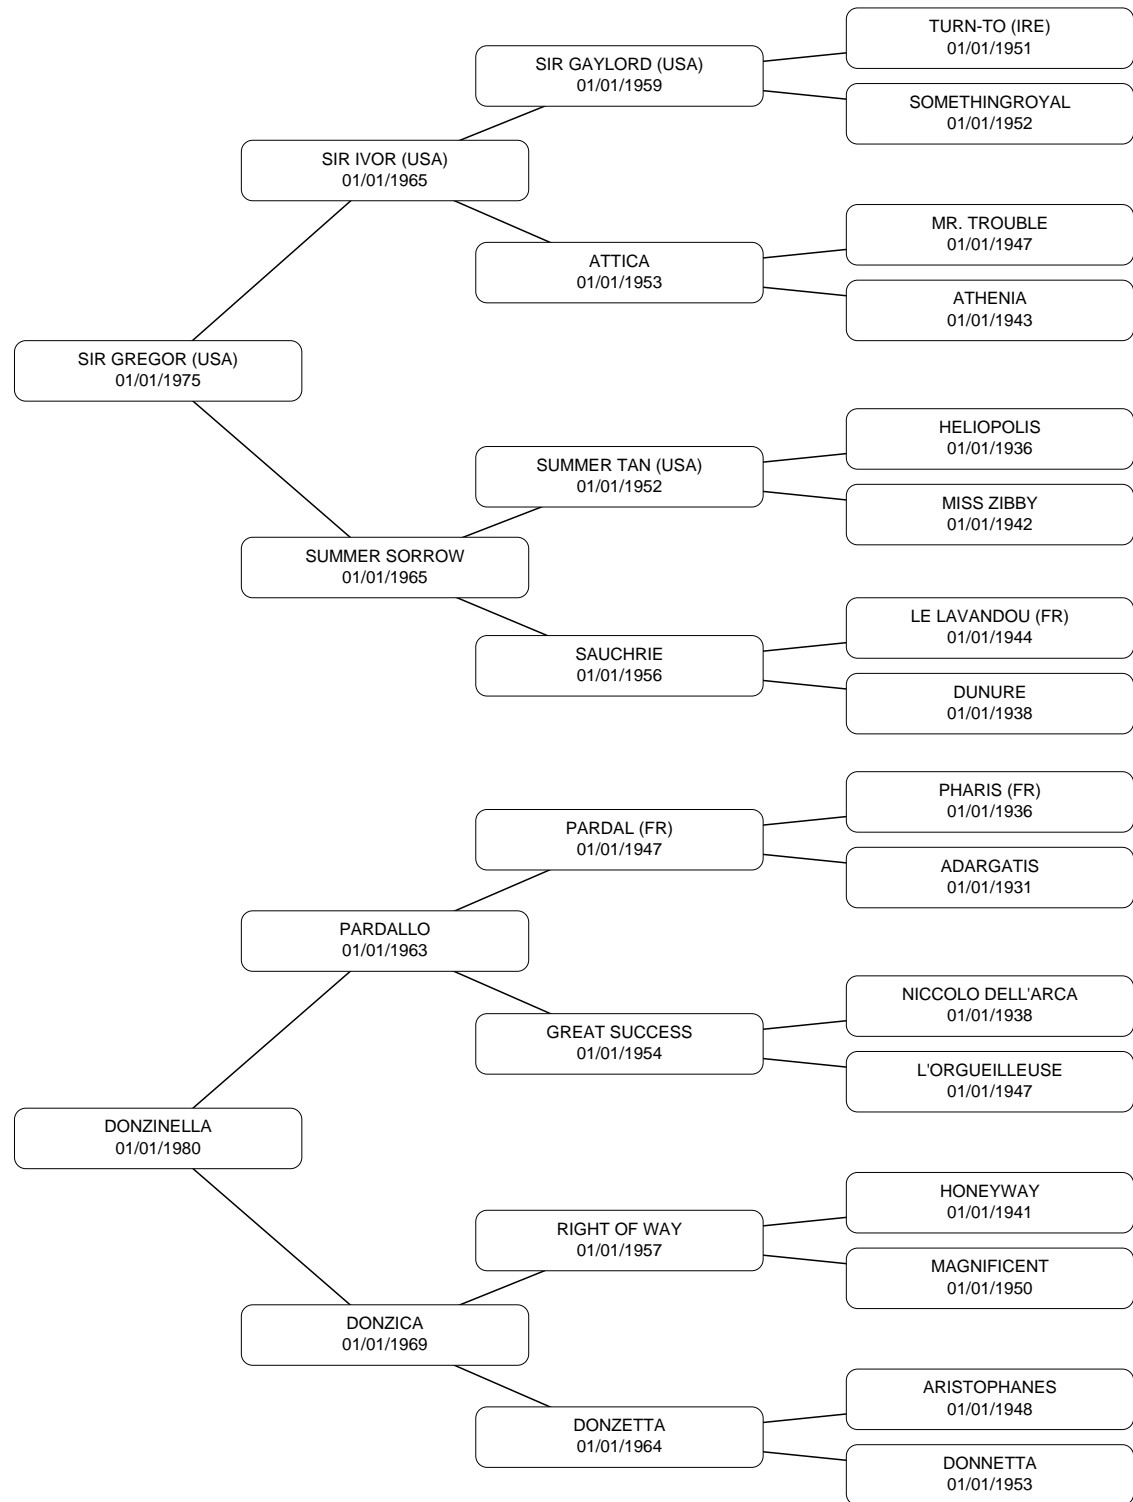 TURN-TO (IRE)
01/01/1951
SIR GAYLORD (USA)
01/01/1959
SOMETHINGROYAL
01/01/1952
SIR IVOR (USA)
01/01/1965
MR. TROUBLE
01/01/1947
ATTICA
01/01/1953
ATHENIA
01/01/1943
SIR GREGOR (USA)
01/01/1975
HELIOPOLIS
01/01/1936
SUMMER TAN (USA)
01/01/1952
MISS ZIBBY
01/01/1942
SUMMER SORROW
01/01/1965
LE LAVANDOU (FR)
01/01/1944
SAUCHRIE
01/01/1956
DUNURE
01/01/1938
PHARIS (FR)
01/01/1936
PARDAL (FR)
01/01/1947
ADARGATIS
01/01/1931
PARDALLO
01/01/1963
NICCOLO DELL'ARCA
01/01/1938
GREAT SUCCESS
01/01/1954
L'ORGUEILLEUSE
01/01/1947
DONZINELLA
01/01/1980
HONEYWAY
01/01/1941
RIGHT OF WAY
01/01/1957
MAGNIFICENT
01/01/1950
DONZICA
01/01/1969
ARISTOPHANES
01/01/1948
DONZETTA
01/01/1964
DONNETTA
01/01/1953